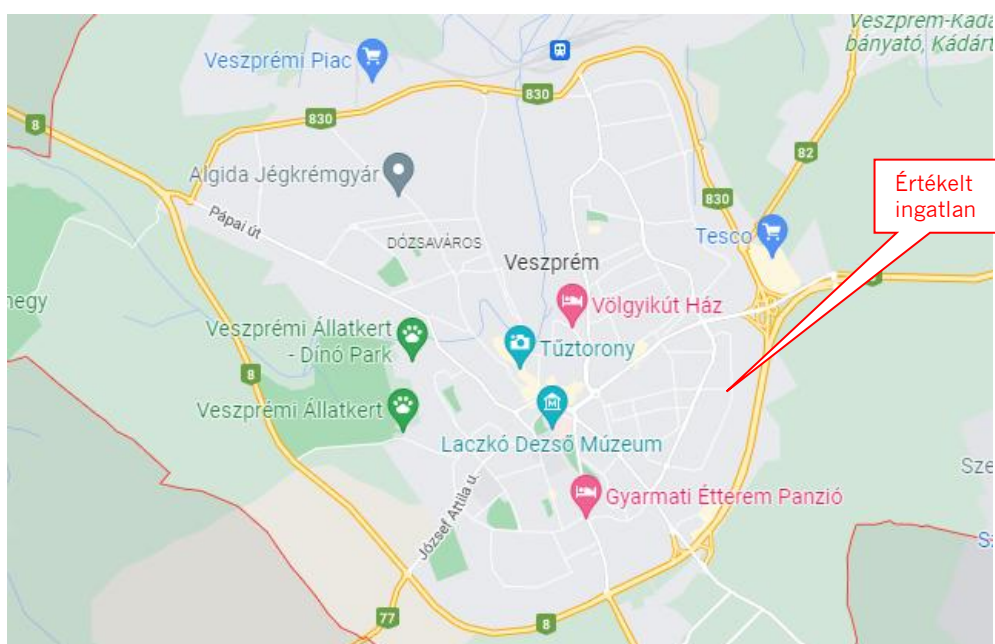 Veszprém-Káda
bányató, Kádárt
Veszprémi Piac
830
830
8
82
Algida Jégkrémgyár
Értékelt
ingatlan
830
Pápai út
Tesco
DÓZSAVÁROS
Veszprém
hegy
Völgyikút Ház
Veszprémi Állatkert
- Dínó Park
Tűztorony
8
Veszprémi Állatkert
Laczkó Dezső Múzeum
Sze
József Attila u.
Gyarmati Étterem Panzió
S
77
8